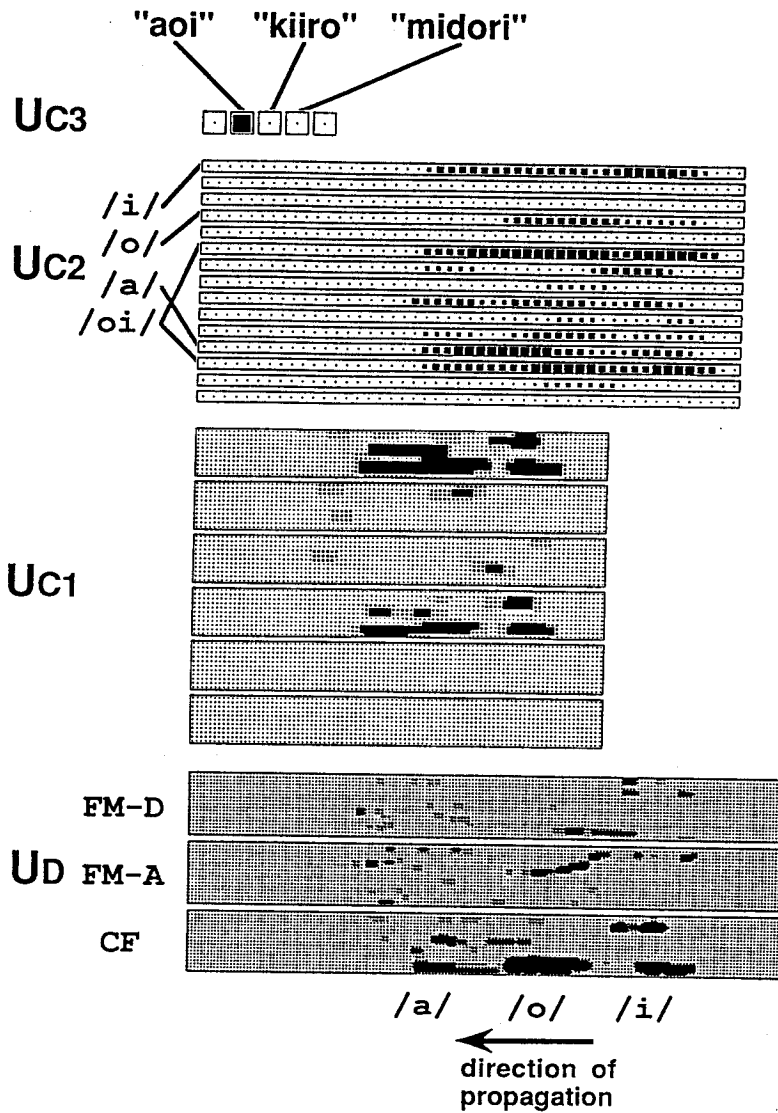 "aoi" "kiiro" "midori"
UC3
/i/
/o/
UC2
/a/
/oi/
UC1
FM-D
UD FM-A
CF
/a/ /o/ /i/
direction of
propagation